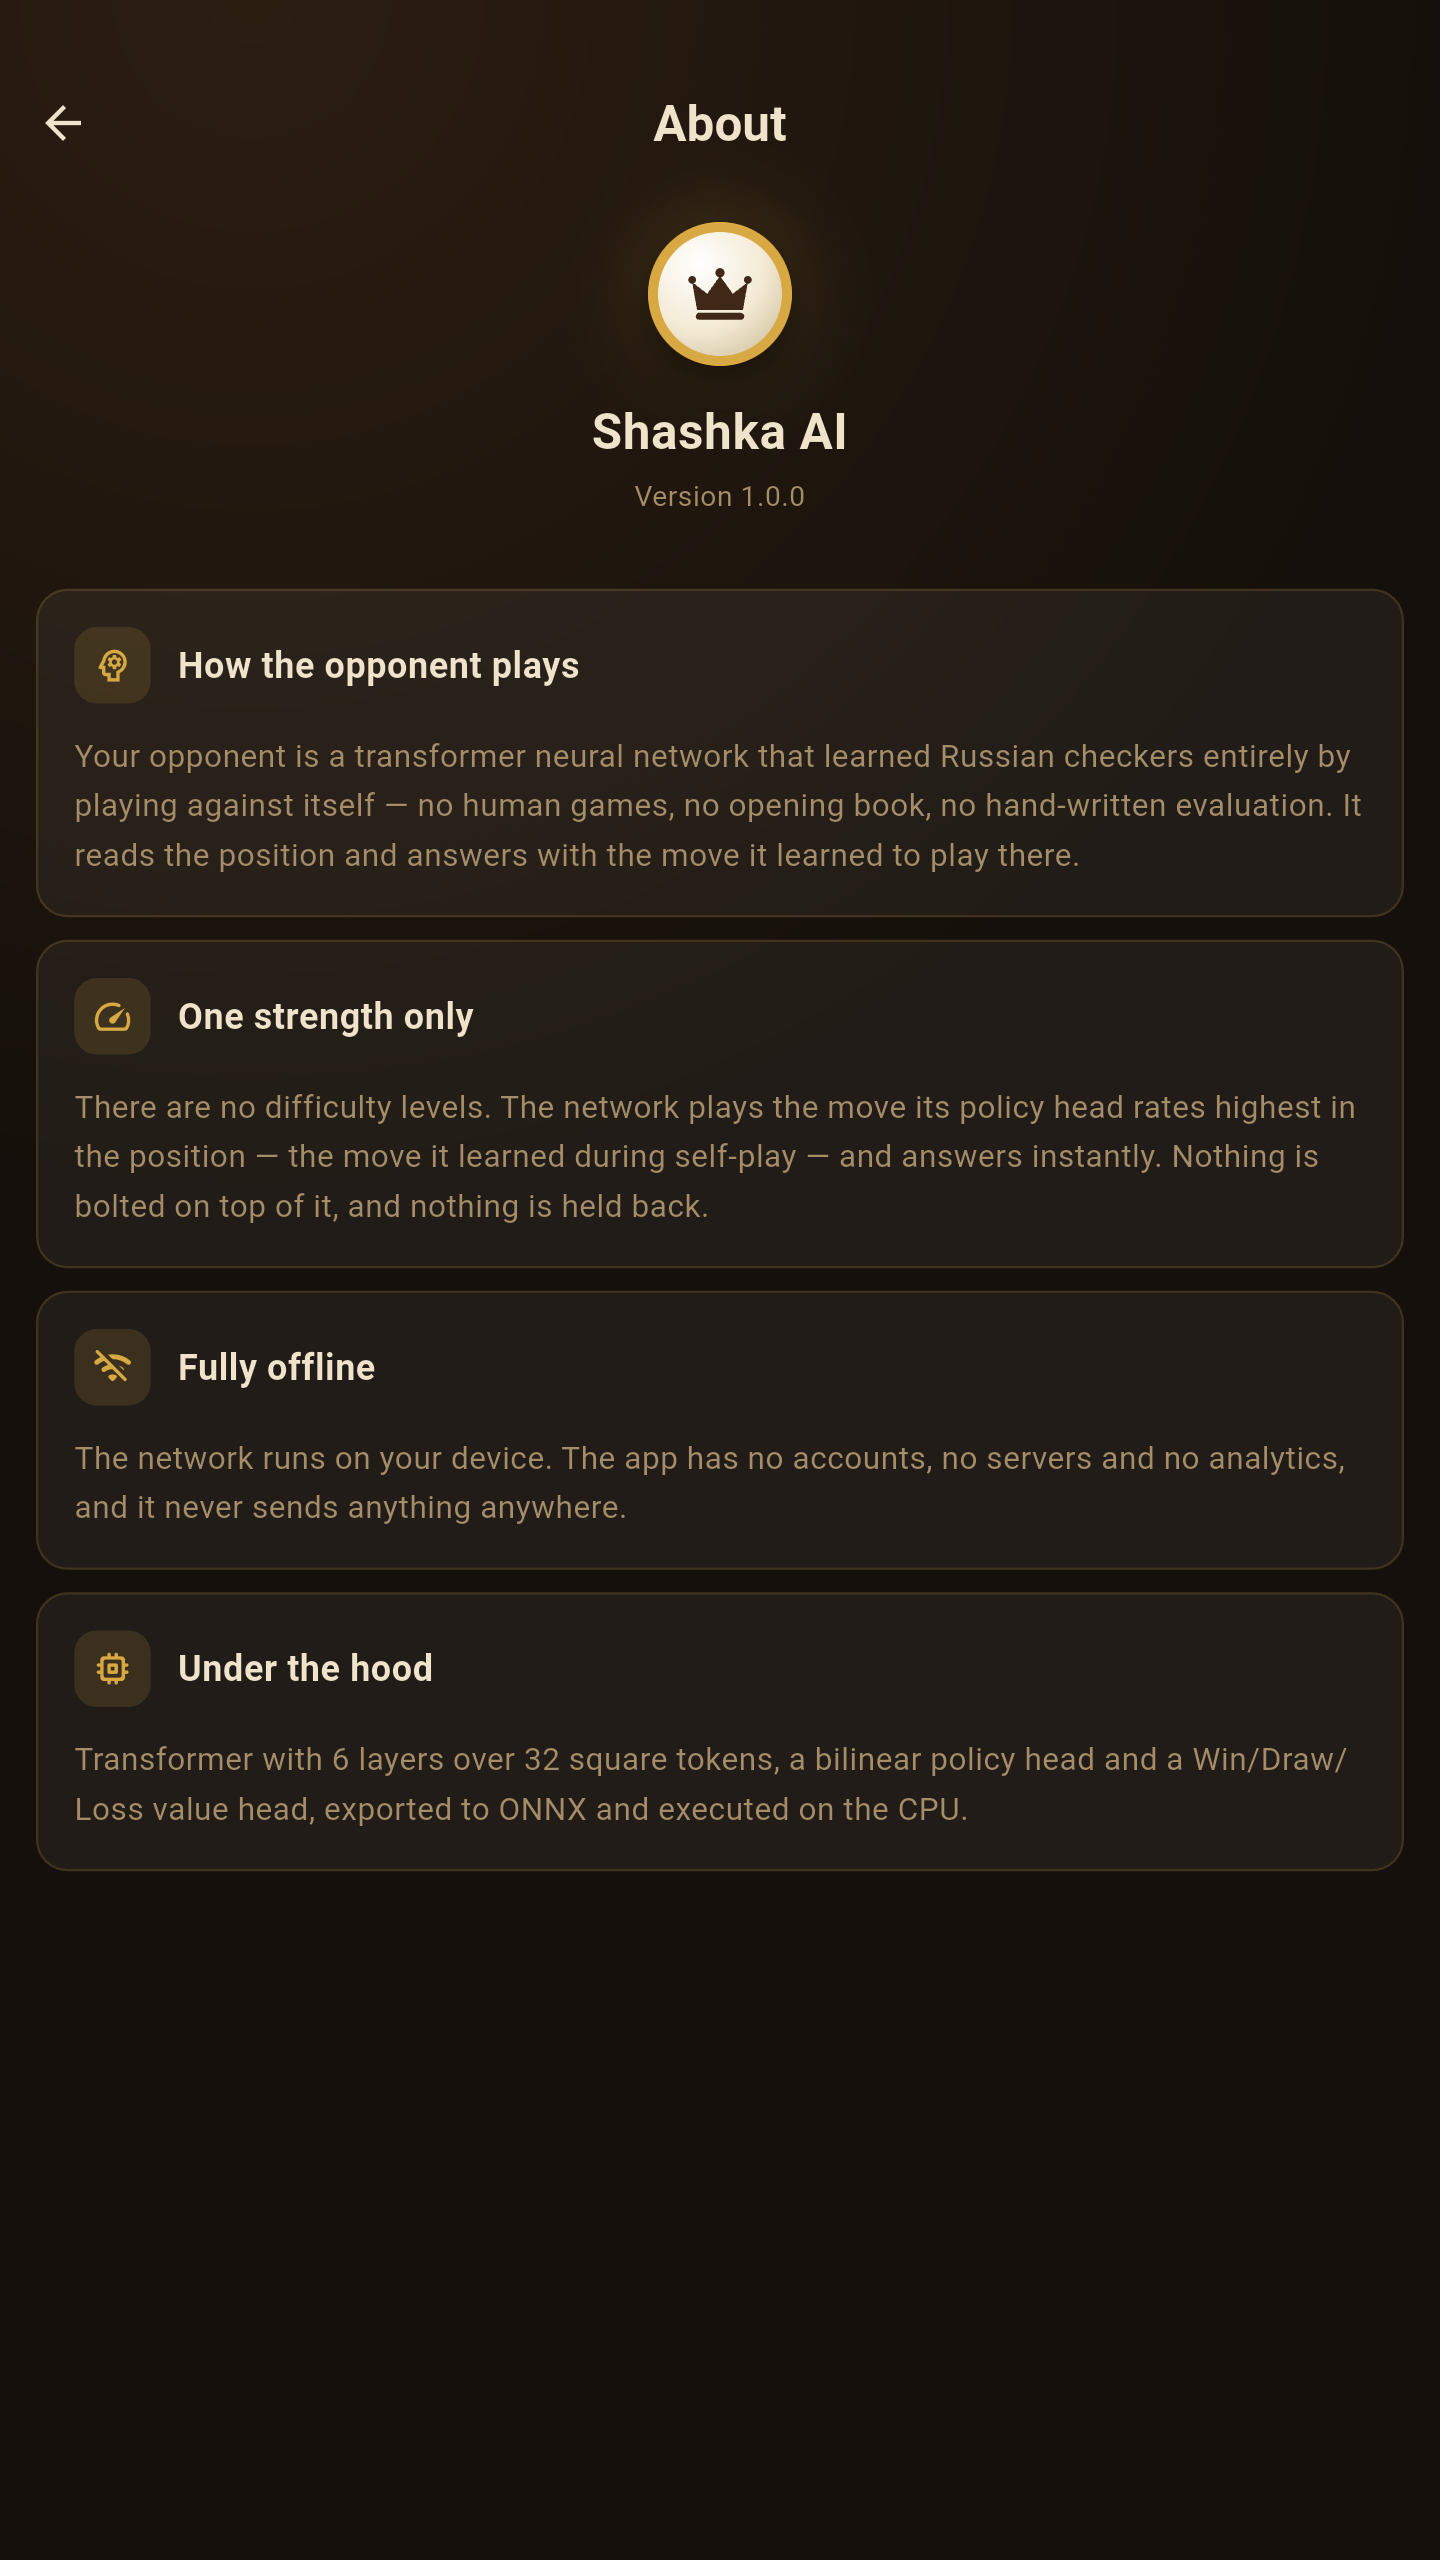 About
Shashka AI
Version 1.0.0
How the opponent plays
Your opponent is a transformer neural network that learned Russian checkers entirely by
playing against itself — no human games, no opening book, no hand-written evaluation. It
reads the position and answers with the move it learned to play there.
One strength only
There are no difficulty levels. The network plays the move its policy head rates highest in
the position — the move it learned during self-play — and answers instantly. Nothing is
bolted on top of it, and nothing is held back.
Fully offline
The network runs on your device. The app has no accounts, no servers and no analytics,
and it never sends anything anywhere.
Under the hood
Transformer with 6 layers over 32 square tokens, a bilinear policy head and a Win/Draw/
Loss value head, exported to ONNX and executed on the CPU.